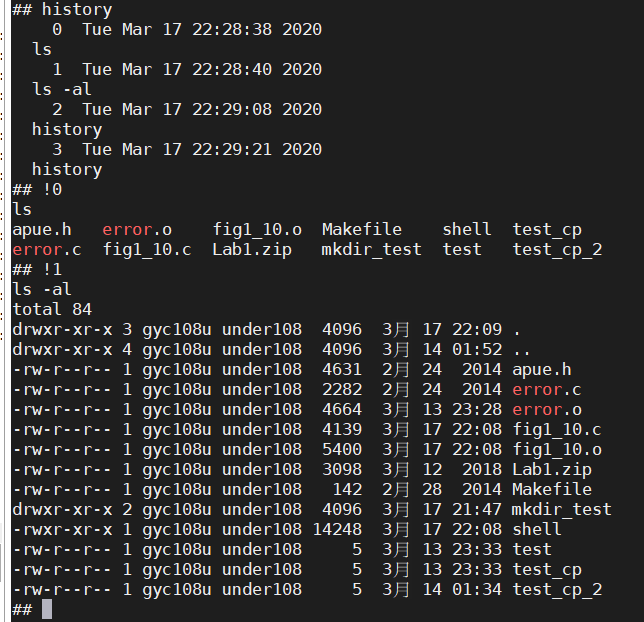 ## history
    0  Tue Mar 17 22:28:38 2020
  ls
    1  Tue Mar 17 22:28:40 2020
  ls -al
    2  Tue Mar 17 22:29:08 2020
  history
    3  Tue Mar 17 22:29:21 2020
  history
## !0
ls
apue.h   error.o    fig1_10.o  Makefile    shell  test_cp
error.c  fig1_10.c  Lab1.zip   mkdir_test  test   test_cp_2
## !1
ls -al
total 84
drwxr-xr-x 3 gyc108u under108  4096  3月 17 22:09 .
drwxr-xr-x 4 gyc108u under108  4096  3月 14 01:52 ..
-rw-r--r-- 1 gyc108u under108  4631  2月 24  2014 apue.h
-rw-r--r-- 1 gyc108u under108  2282  2月 24  2014 error.c
-rw-r--r-- 1 gyc108u under108  4664  3月 13 23:28 error.o
-rw-r--r-- 1 gyc108u under108  4139  3月 17 22:08 fig1_10.c
-rw-r--r-- 1 gyc108u under108  5400  3月 17 22:08 fig1_10.o
-rw-r--r-- 1 gyc108u under108  3098  3月 12  2018 Lab1.zip
-rw-r--r-- 1 gyc108u under108   142  2月 28  2014 Makefile
drwxr-xr-x 2 gyc108u under108  4096  3月 17 21:47 mkdir_test
-rwxr-xr-x 1 gyc108u under108 14248  3月 17 22:08 shell
-rw-r--r-- 1 gyc108u under108     5  3月 13 23:33 test
-rw-r--r-- 1 gyc108u under108     5  3月 13 23:33 test_cp
-rw-r--r-- 1 gyc108u under108     5  3月 14 01:34 test_cp_2
##